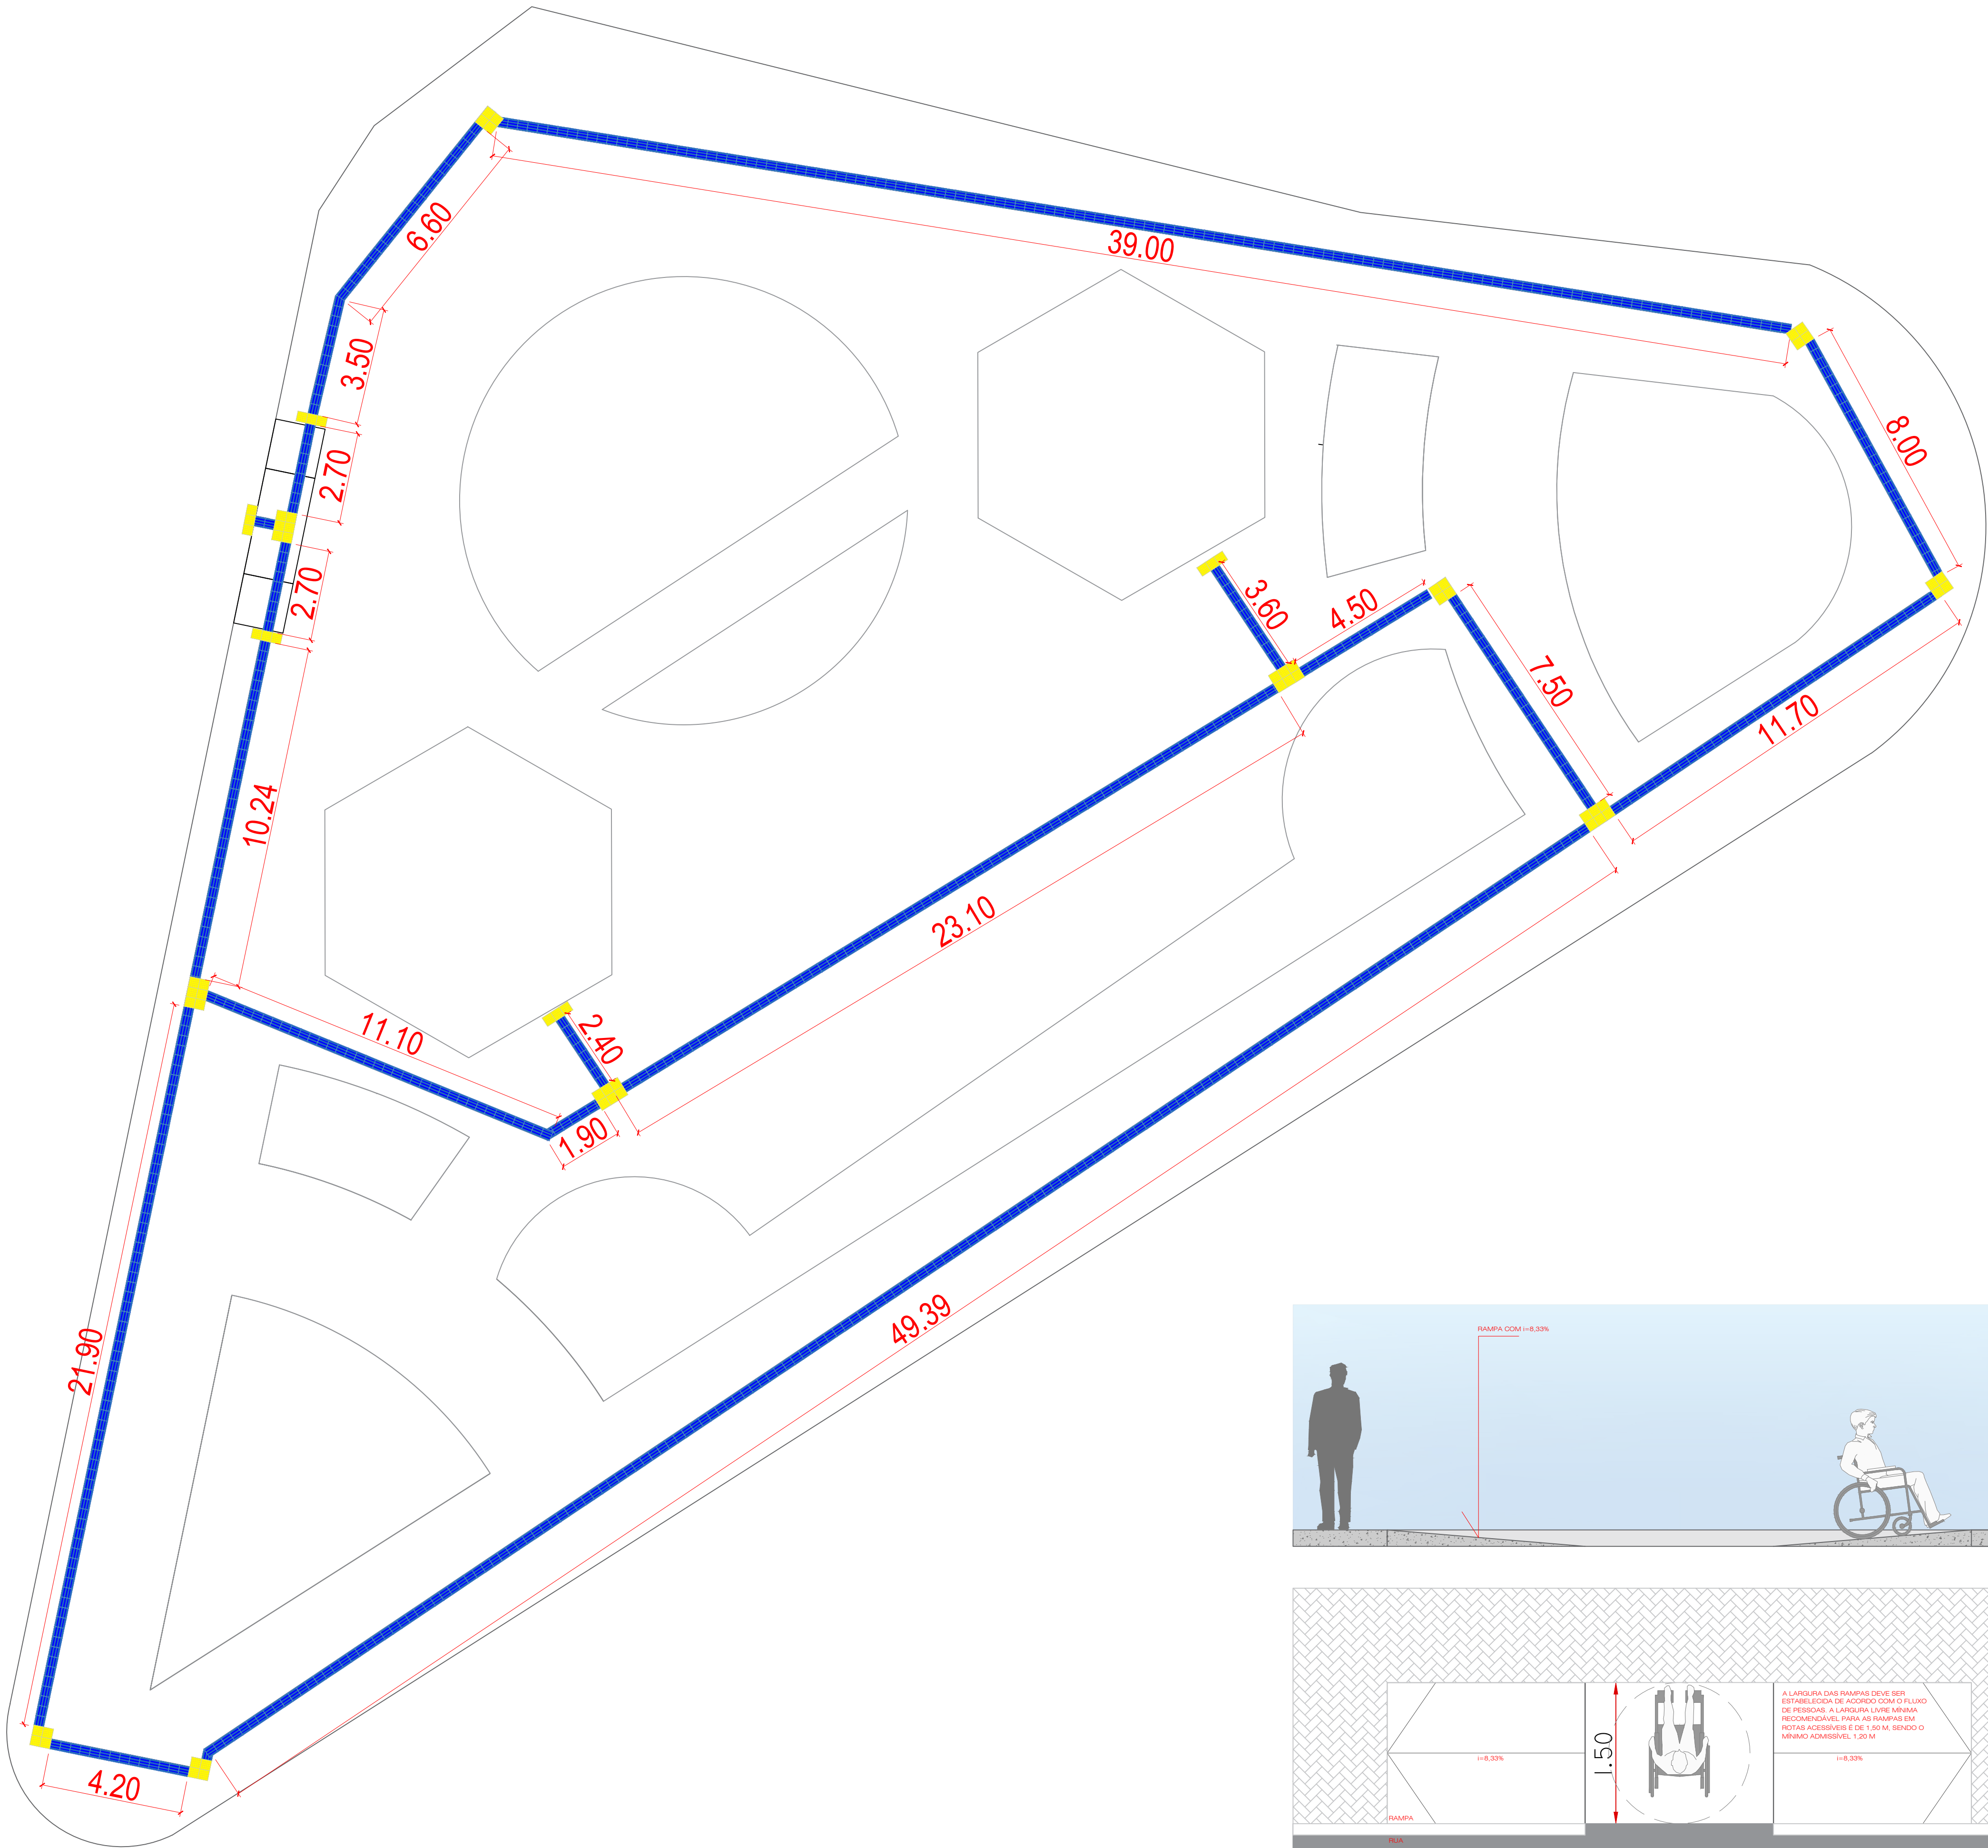 6.60
39.00
3.50
8.00
2.70
2.70
3.60
4.50
7.50
11.70
10.24
23.10
11.10
2.40
1.90
49.39
21.90
4.20
RAMPA COM i=8,33%
A LARGURA DAS RAMPAS DEVE SER
ESTABELECIDA DE ACORDO COM O FLUXO
DE PESSOAS. A LARGURA LIVRE MÍNIMA
RECOMENDÁVEL PARA AS RAMPAS EM
ROTAS ACESSÍVEIS É DE 1,50 M, SENDO O
MÍNIMO ADMISSÍVEL 1,20 M
1.50
i=8,33%
i=8,33%
RAMPA
RUA